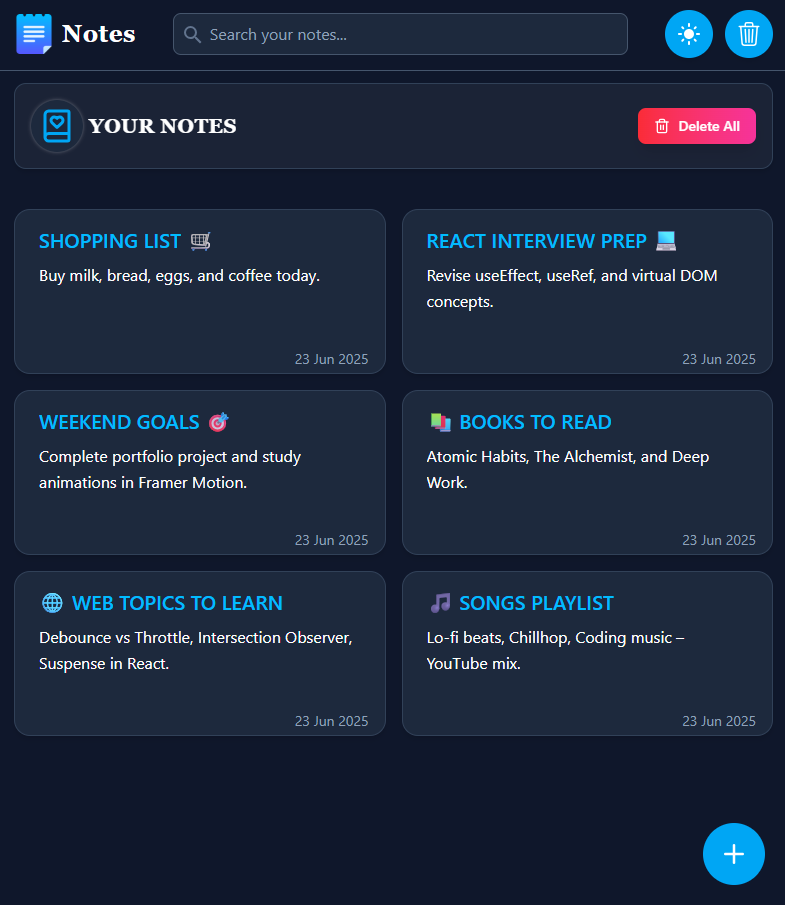 Notes
Search your notes...
YOUR NOTES
Delete All
SHOPPING LIST 🛒
Buy milk, bread, eggs, and coffee today.
23 Jun 2025
REACT INTERVIEW PREP 💻
Revise useEffect, useRef, and virtual DOM
concepts.
23 Jun 2025
WEEKEND GOALS 🎯
Complete portfolio project and study
animations in Framer Motion.
23 Jun 2025
📚 BOOKS TO READ
Atomic Habits, The Alchemist, and Deep
Work.
23 Jun 2025
🌐 WEB TOPICS TO LEARN
Debounce vs Throttle, Intersection Observer,
Suspense in React.
23 Jun 2025
🎵 SONGS PLAYLIST
Lo-fi beats, Chillhop, Coding music –
YouTube mix.
23 Jun 2025